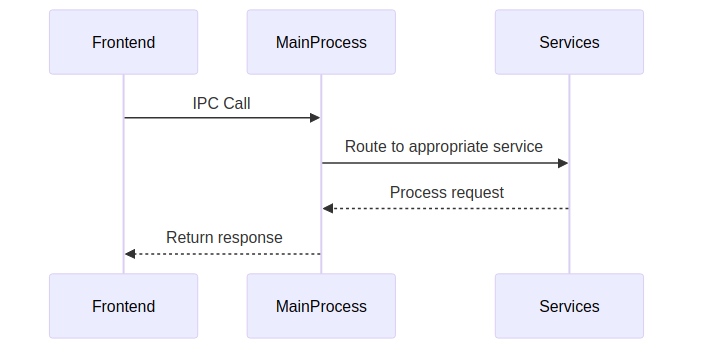 Frontend
MainProcess
Services
IPC Call
Route to appropriate service
Process request
Return response
Frontend
MainProcess
Services